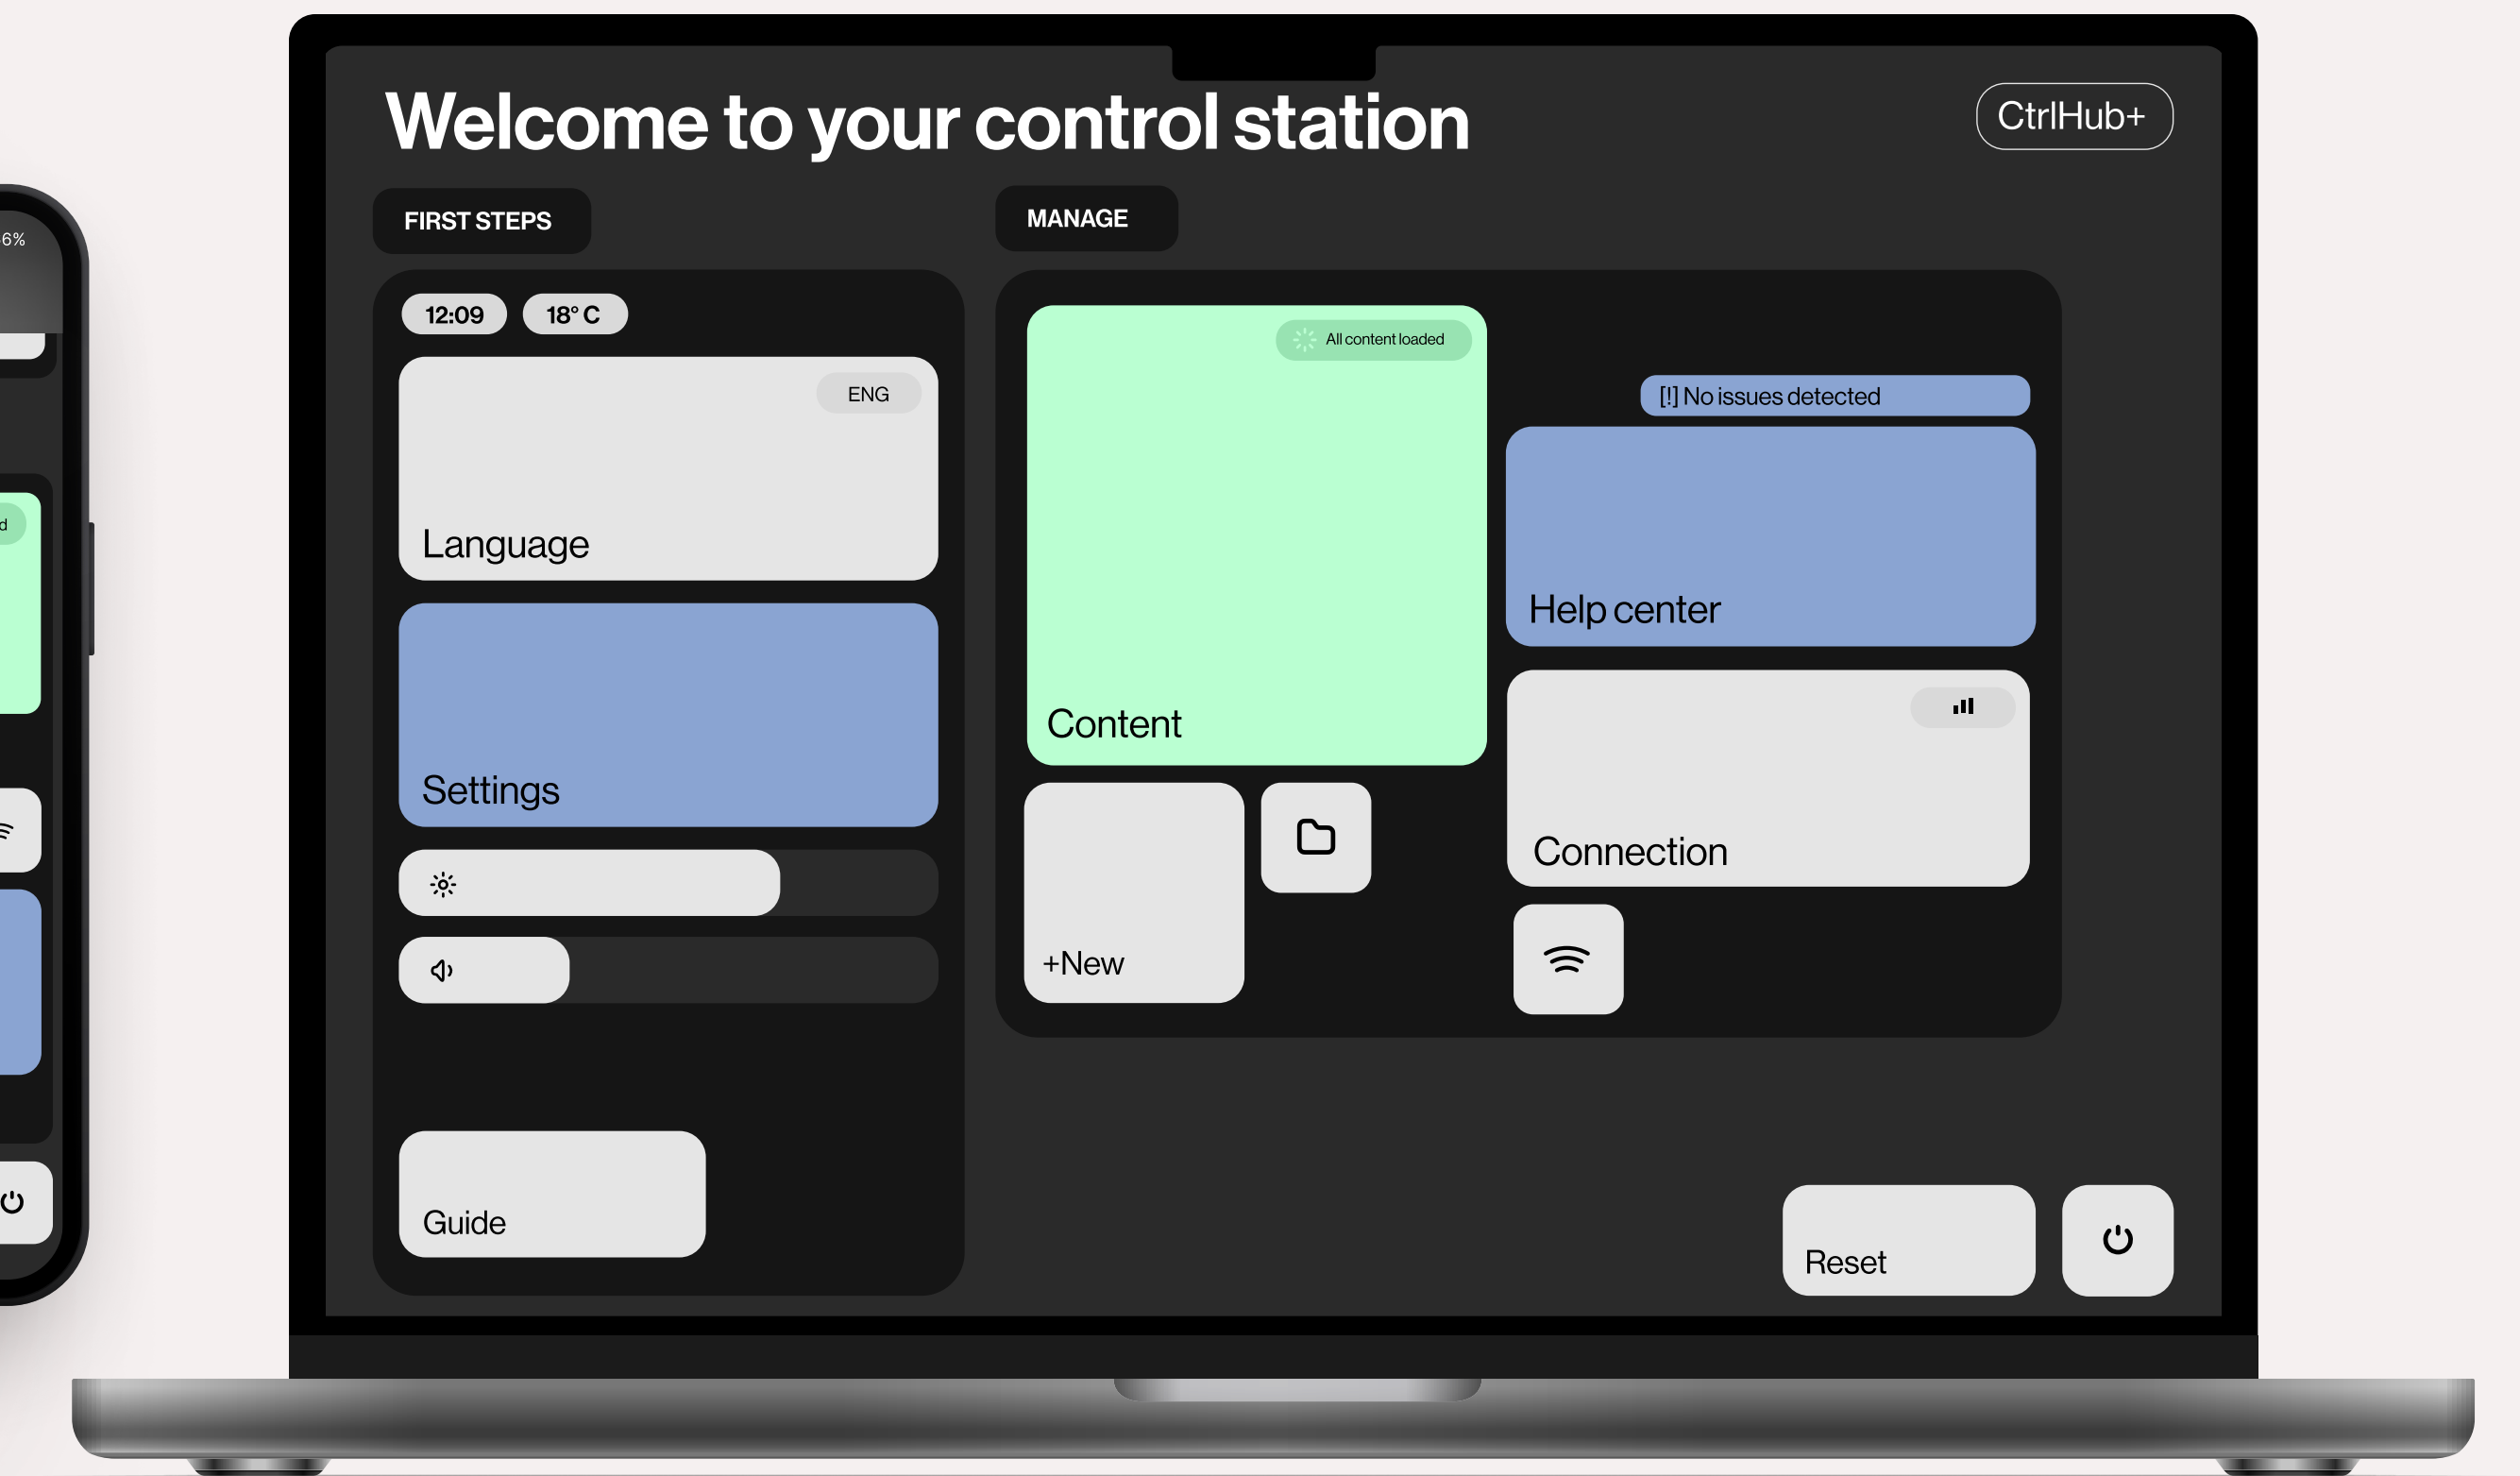 Welcome to your control station
CtrlHub+
FIRST STEPS
MANAGE
12:09
18° C
ENG
Language
Settings
Guide
All content loaded
Content
+New
[!] No issues detected
Help center
Connection
Reset
6%
d